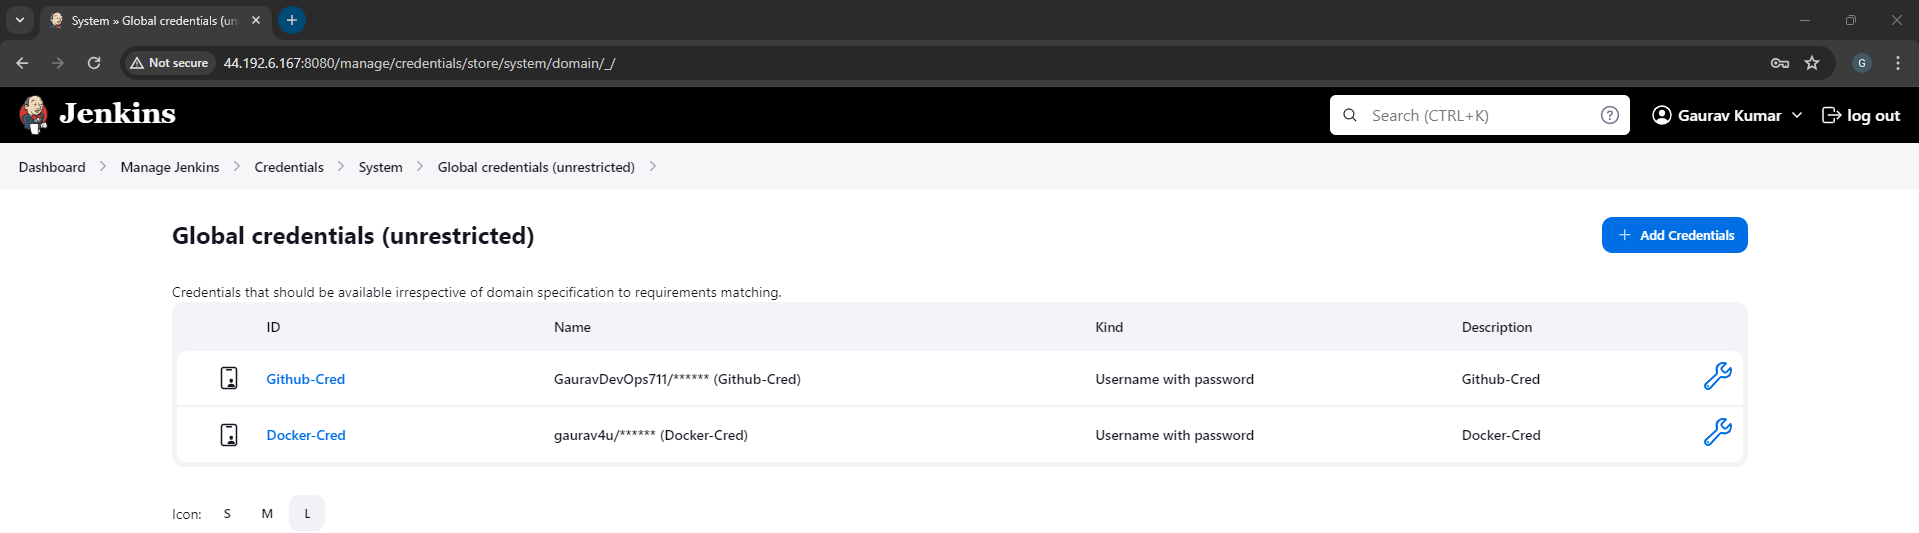 System » Global credentials (un
Not secure 44.192.6.167:8080/manage/credentials/store/system/domain/_/ G
Jenkins Search (CTRL+K) ? Gaurav Kumar log out
Dashboard Manage Jenkins Credentials System Global credentials (unrestricted)
Global credentials (unrestricted) + Add Credentials
Credentials that should be available irrespective of domain specification to requirements matching.
ID Name Kind Description
Github-Cred GauravDevOps711/****** (Github-Cred) Username with password Github-Cred
Docker-Cred gaurav4u/****** (Docker-Cred) Username with password Docker-Cred
Icon: S M L